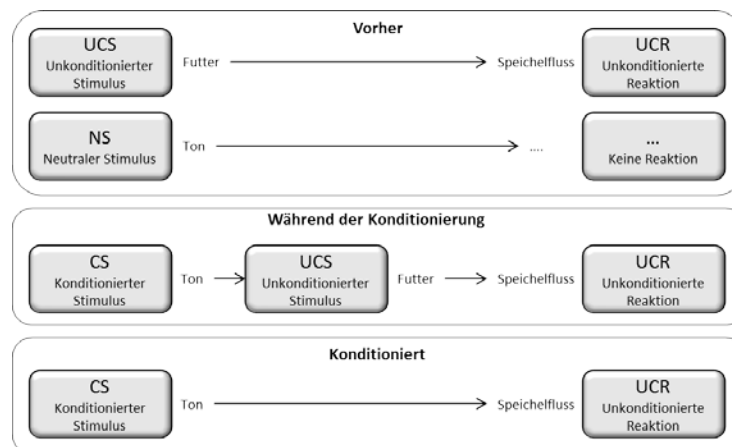 Vorher
UCS
Unkonditionierter
Stimulus
Futter
Speichelfluss
UCR
Unkonditionierte
Reaktion
NS
Neutraler Stimulus
Ton
....
...
Keine Reaktion
Während der Konditionierung
CS
Konditionierter
Stimulus
Ton
UCS
Unkonditionierter
Stimulus
Futter
Speichelfluss
UCR
Unkonditionierte
Reaktion
Konditioniert
CS
Konditionierter
Stimulus
Ton
Speichelfluss
UCR
Unkonditionierte
Reaktion